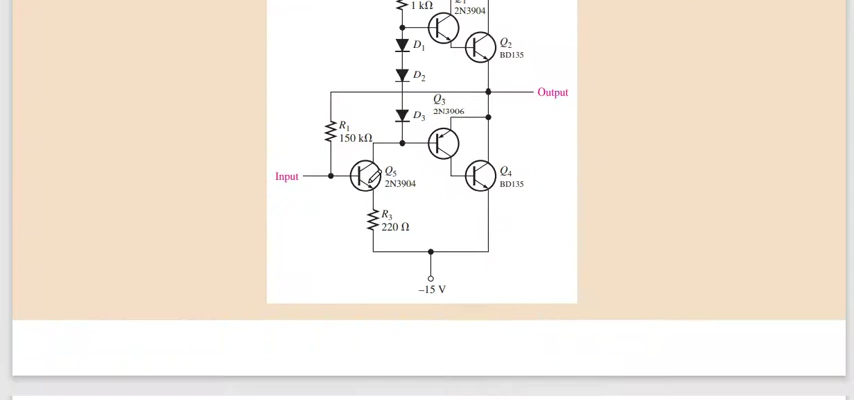 1 kΩ
2N3904
D1
Q2
BD135
D2
Output
Q3
2N3906
D3
R1
150 kΩ
Input
Q5
2N3904
Q4
BD135
R3
220 Ω
–15 V